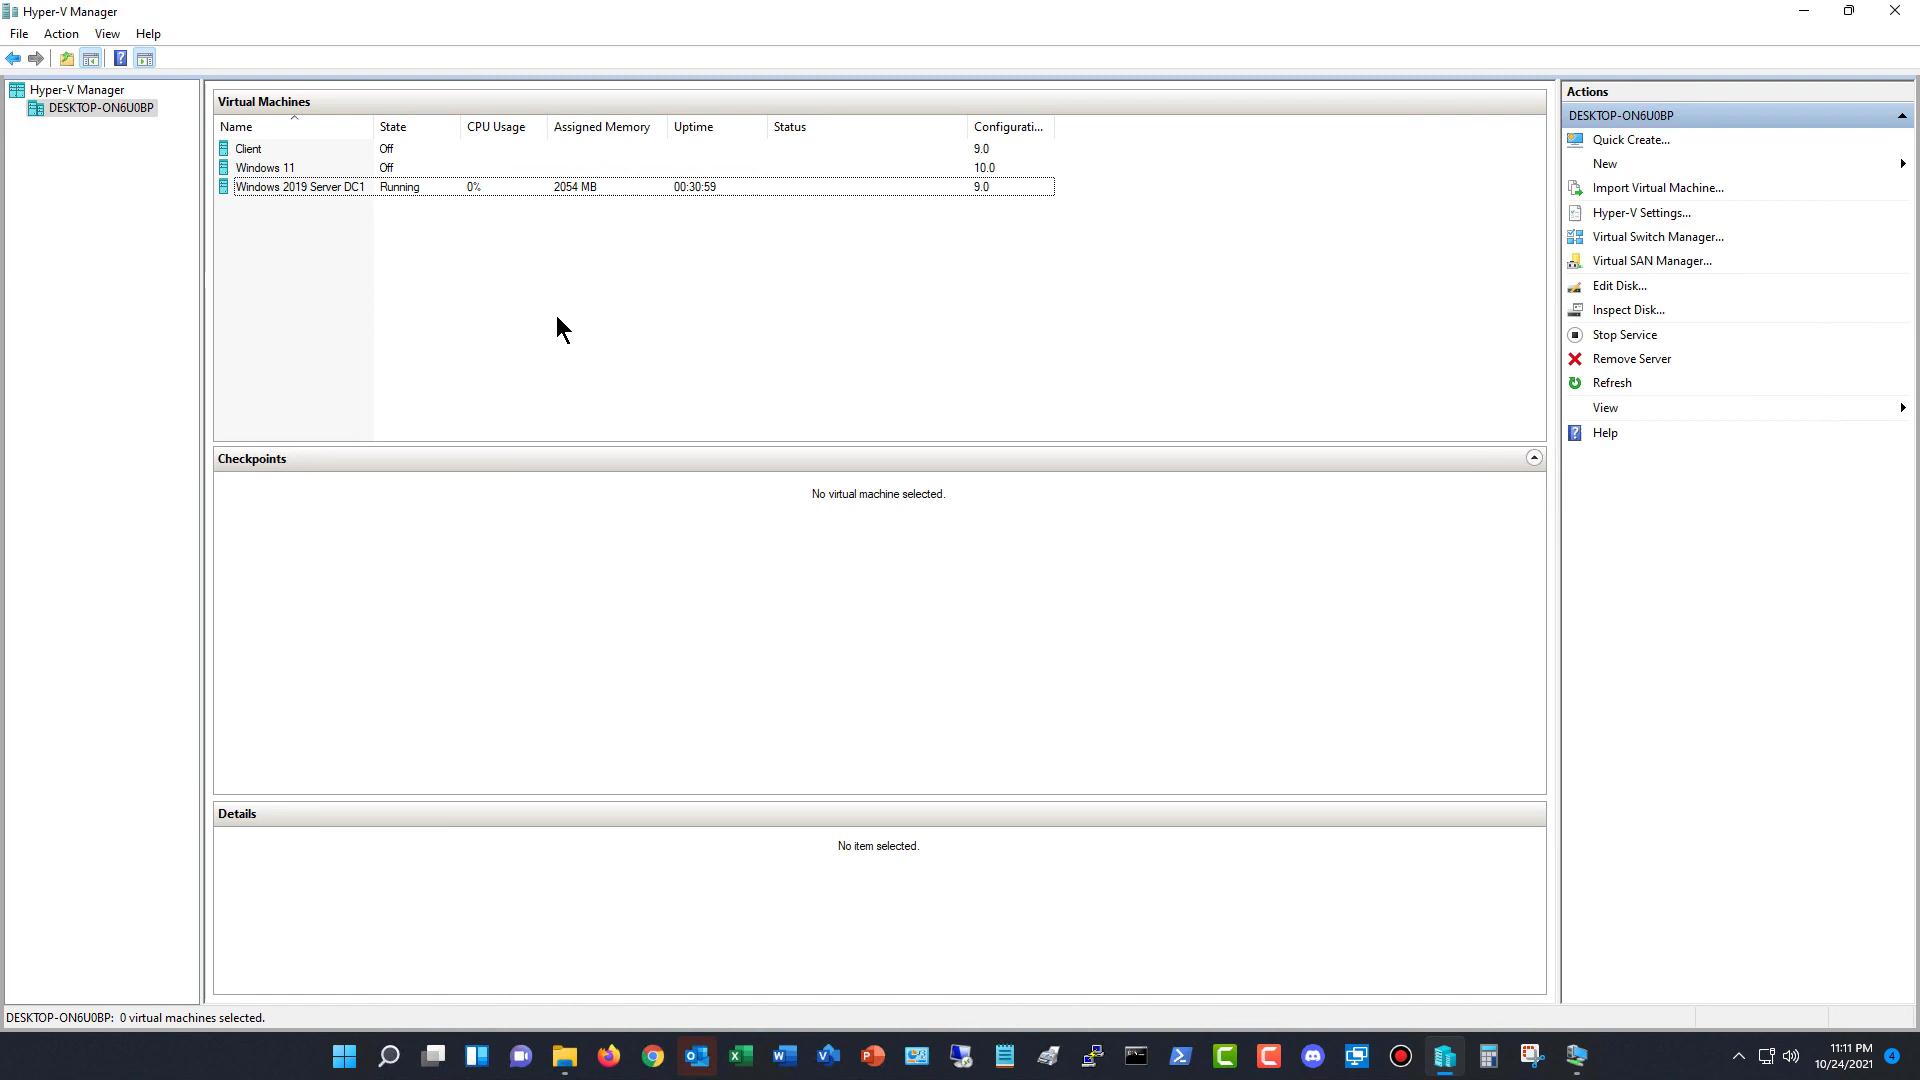 Hyper-V Manager
File Action View Help
Hyper-V Manager
DESKTOP-ON6U0BP
Virtual Machines
Name State CPU Usage Assigned Memory Uptime Status Configurati...
Client Off 9.0
Windows 11 Off 10.0
Windows 2019 Server DC1 Running 0% 2054 MB 00:30:59 9.0
Checkpoints
No virtual machine selected.
Details
No item selected.
Actions
DESKTOP-ON6U0BP
Quick Create...
New
Import Virtual Machine...
Hyper-V Settings...
Virtual Switch Manager...
Virtual SAN Manager...
Edit Disk...
Inspect Disk...
Stop Service
Remove Server
Refresh
View
Help
DESKTOP-ON6U0BP: 0 virtual machines selected.
11:11 PM
10/24/2021
4